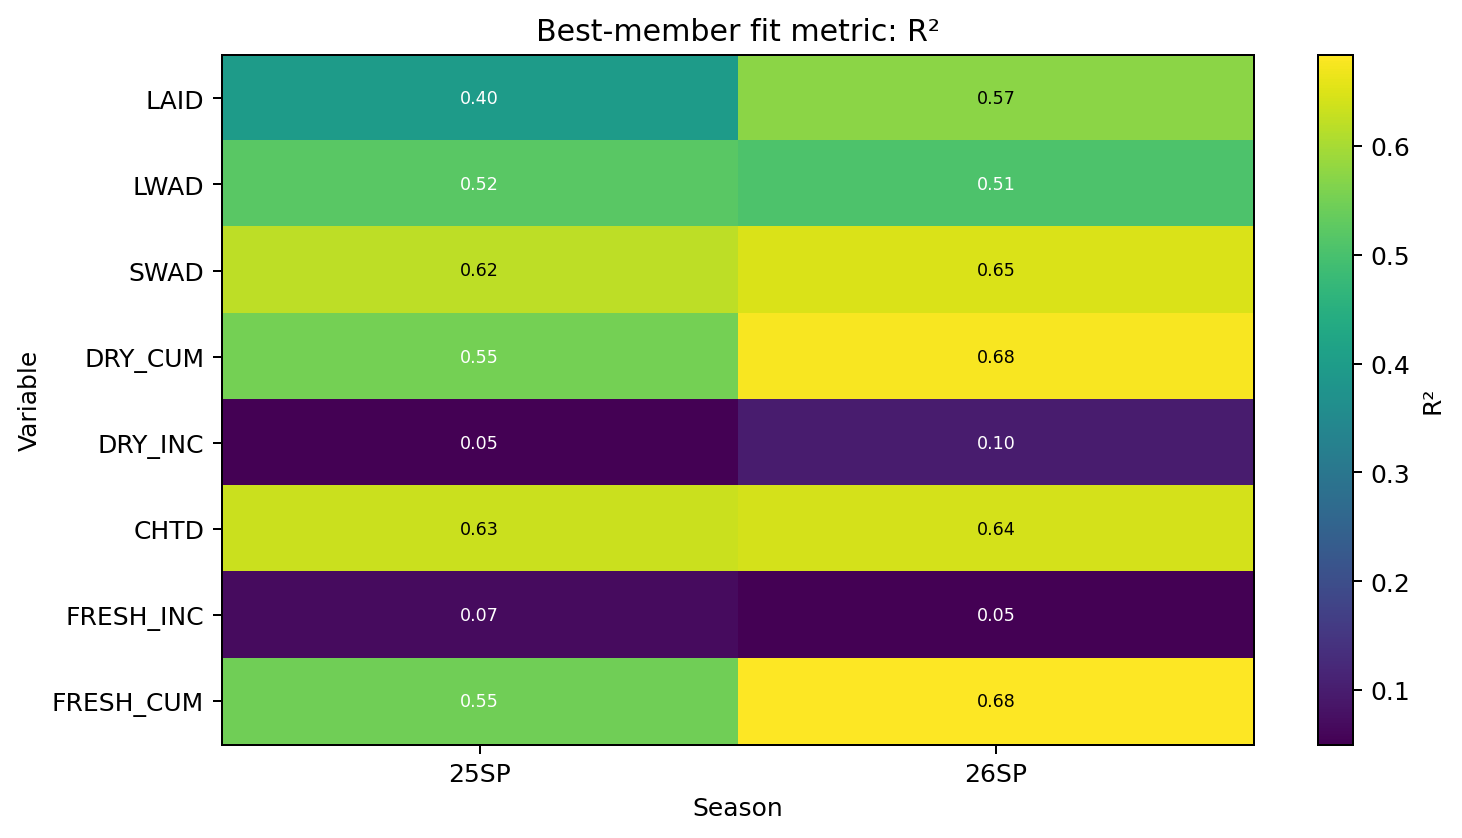 Best-member fit metric: R²
Variable
LAID 0.40 0.57
LWAD 0.52 0.51
SWAD 0.62 0.65
DRY_CUM 0.55 0.68
DRY_INC 0.05 0.10
CHTD 0.63 0.64
FRESH_INC 0.07 0.05
FRESH_CUM 0.55 0.68
25SP 26SP
Season
0.6
0.5
0.4
0.3
0.2
0.1
R²